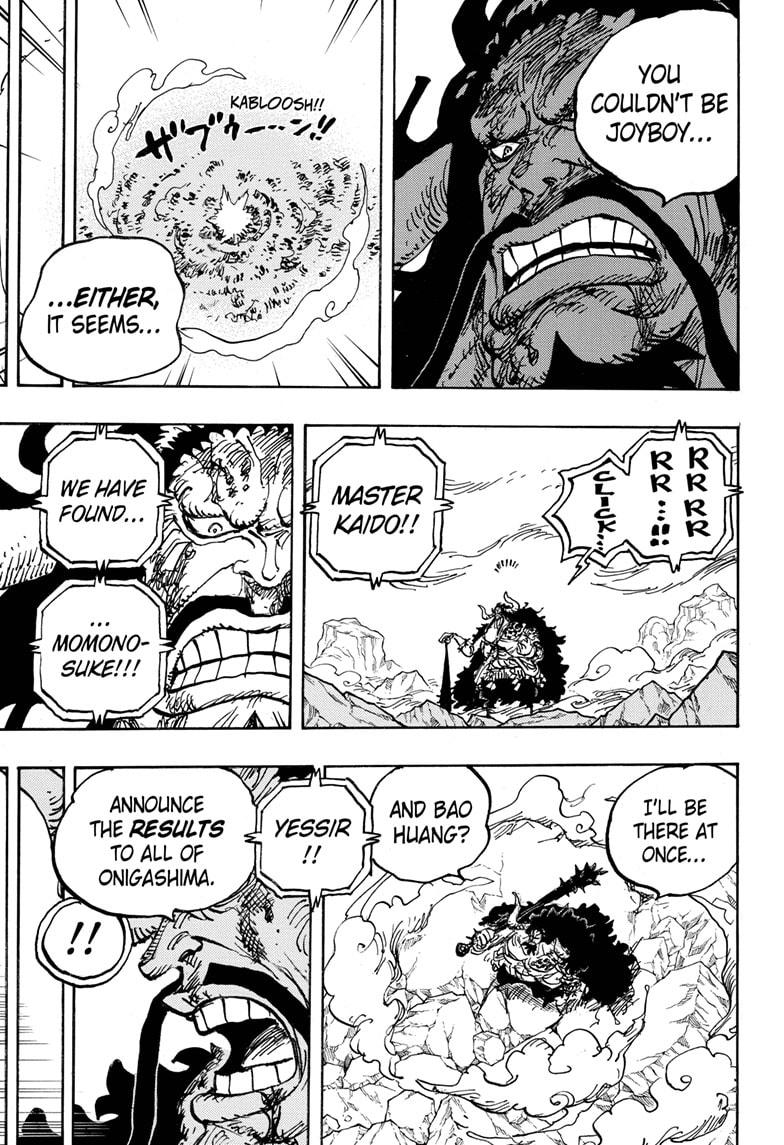 YOU
COULDN'T BE
JOYBOY...
KABLOOSH!!
ザブゥーーン!!
...EITHER,
IT SEEMS...
RRRR
RR...!!
CLICK...
MASTER
KAIDO!!
WE HAVE
FOUND...
...
MOMONO-
SUKE!!!
I'LL BE
THERE AT
ONCE...
AND BAO
HUANG?
YESSIR
!!
ANNOUNCE
THE RESULTS
TO ALL OF
ONIGASHIMA.
!!